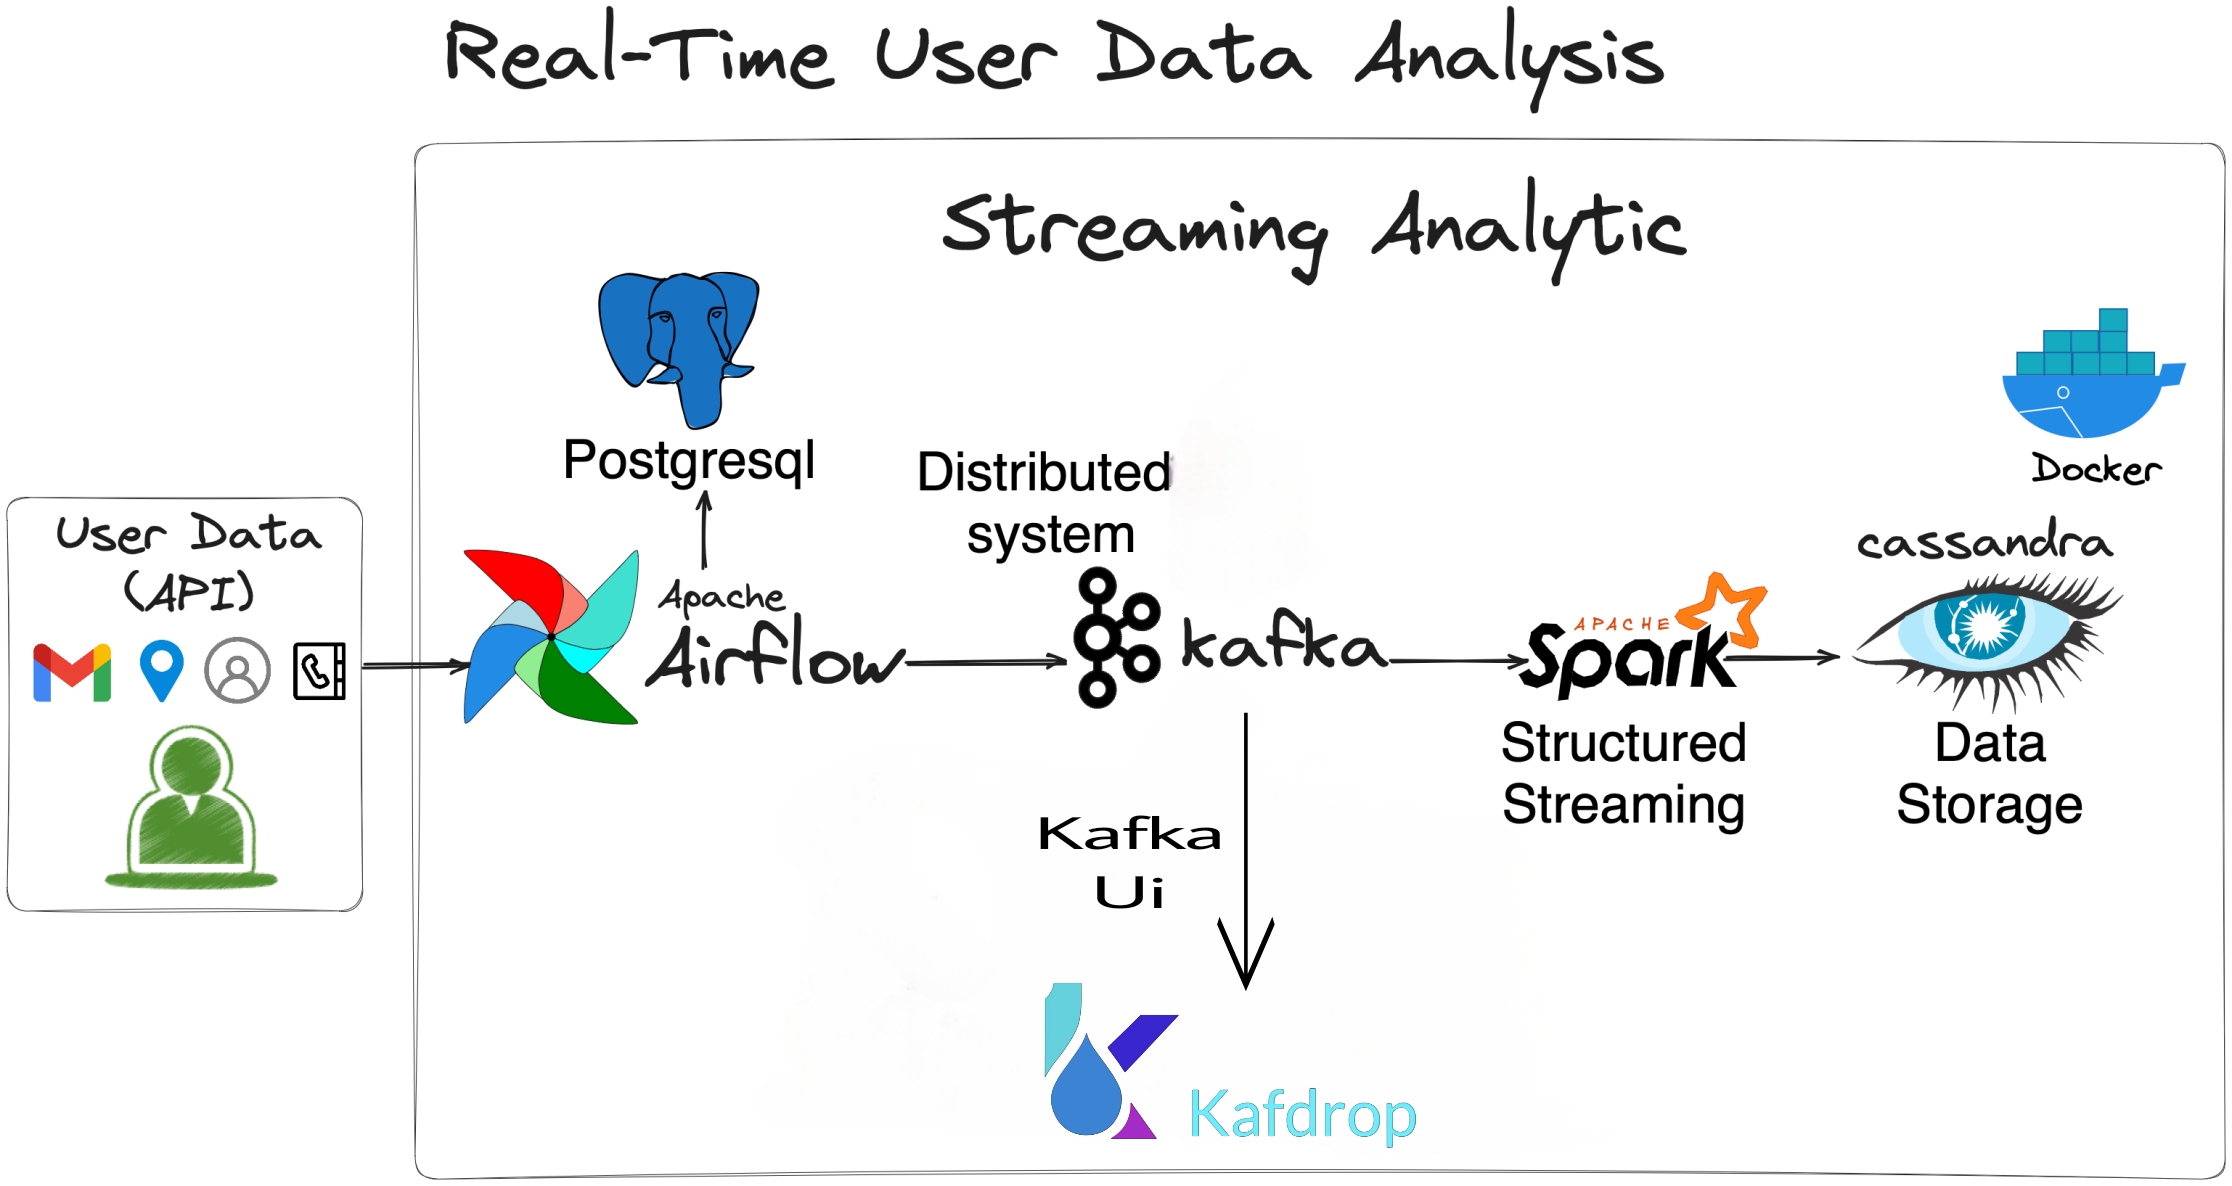 Real-Time User Data Analysis
Streaming Analytic
Postgresql
Distributed
system
Docker
User Data
(API)
Apache
Airflow
kafka
APACHE
Spark
cassandra
Structured
Streaming
Data
Storage
Kafka
Ui
Kafdrop